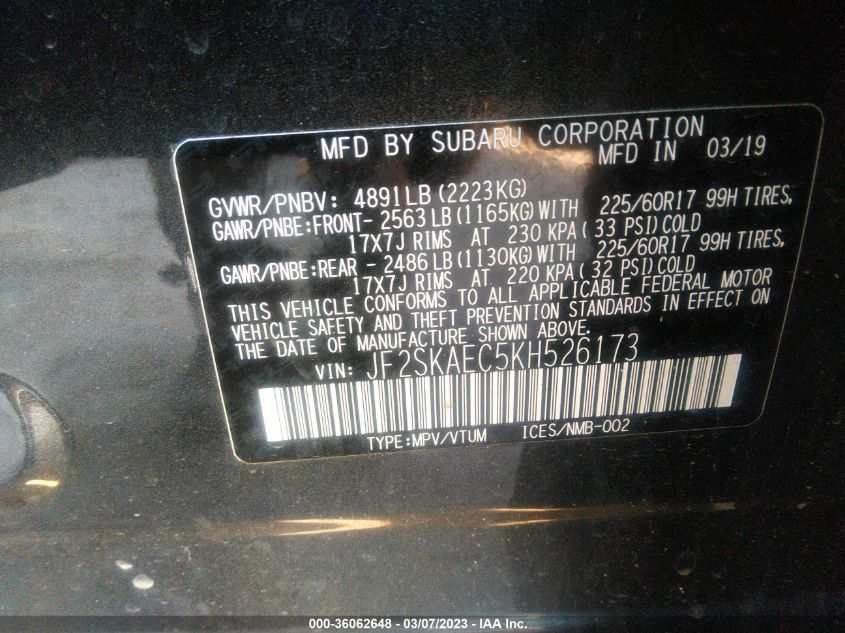 MFD BY SUBARU CORPORATION
MFD IN 03/19
GVWR/PNBV: 4891LB (2223KG)
GAWR/PNBE:FRONT- 2563LB (1165KG) WITH 225/60R17 99H TIRES,
17X7J RIMS AT 230 KPA ( 33 PSI) COLD
GAWR/PNBE:REAR - 2486LB (1130KG) WITH 225/60R17 99H TIRES,
17X7J RIMS AT 220 KPA ( 32 PSI) COLD
THIS VEHICLE CONFORMS TO ALL APPLICABLE FEDERAL MOTOR
VEHICLE SAFETY AND THEFT PREVENTION STANDARDS IN EFFECT ON
THE DATE OF MANUFACTURE SHOWN ABOVE.
VIN: JF2SKAEC5KH526173
TYPE:MPV/VTUM ICES/NMB-002
000-36062648 - 03/07/2023 - IAA Inc.